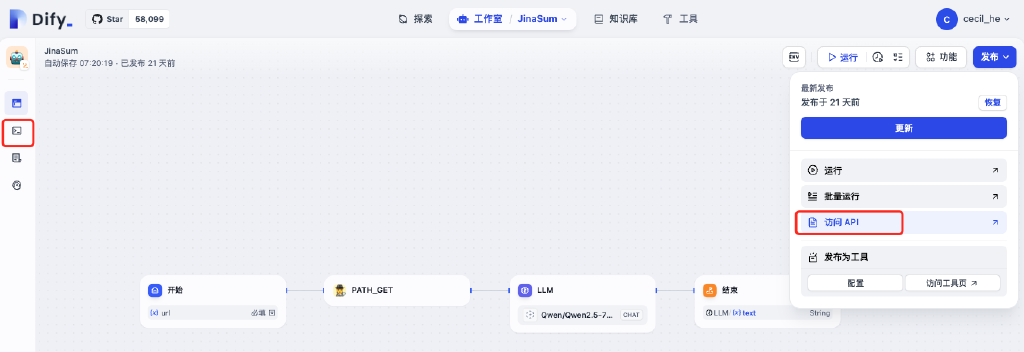 Dify_
Star 58,099
探索
工作室 / JinaSum
知识库
工具
C cecil_he
JinaSum
自动保存 07:20:19 · 已发布 21 天前
ENV
运行
功能
发布
最新发布
发布于 21 天前
恢复
更新
运行
批量运行
访问 API
发布为工具
配置
访问工具页
开始
{x} url
必填
PATH_GET
LLM
Qwen/Qwen2.5-7...
CHAT
结束
LLM/ {x} text
String